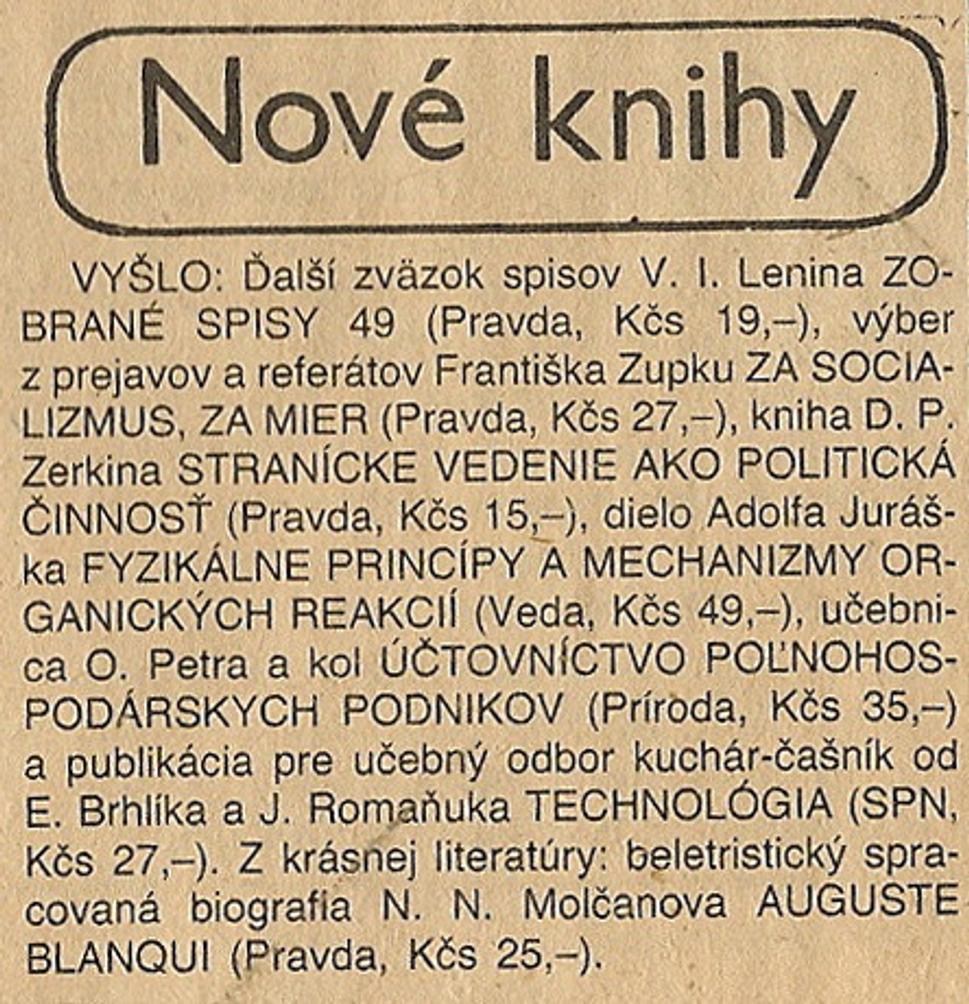 Nové knihy
VYŠLO: Ďalší zväzok spisov V. I. Lenina ZO-
BRANÉ SPISY 49 (Pravda, Kčs 19,–), výber
z prejavov a referátov Františka Zupku ZA SOCIA-
LIZMUS, ZA MIER (Pravda, Kčs 27,–), kniha D. P.
Zerkina STRANÍCKE VEDENIE AKO POLITICKÁ
ČINNOSŤ (Pravda, Kčs 15,–), dielo Adolfa Juráš-
ka FYZIKÁLNE PRINCÍPY A MECHANIZMY OR-
GANICKÝCH REAKCIÍ (Veda, Kčs 49,–), učebni-
ca O. Petra a kol ÚČTOVNÍCTVO POĽNOHOS-
PODÁRSKYCH PODNIKOV (Príroda, Kčs 35,–)
a publikácia pre učebný odbor kuchár-čašník od
E. Brhlíka a J. Romaňuka TECHNOLÓGIA (SPN,
Kčs 27,–). Z krásnej literatúry: beletristický spra-
covaná biografia N. N. Molčanova AUGUSTE
BLANQUI (Pravda, Kčs 25,–).